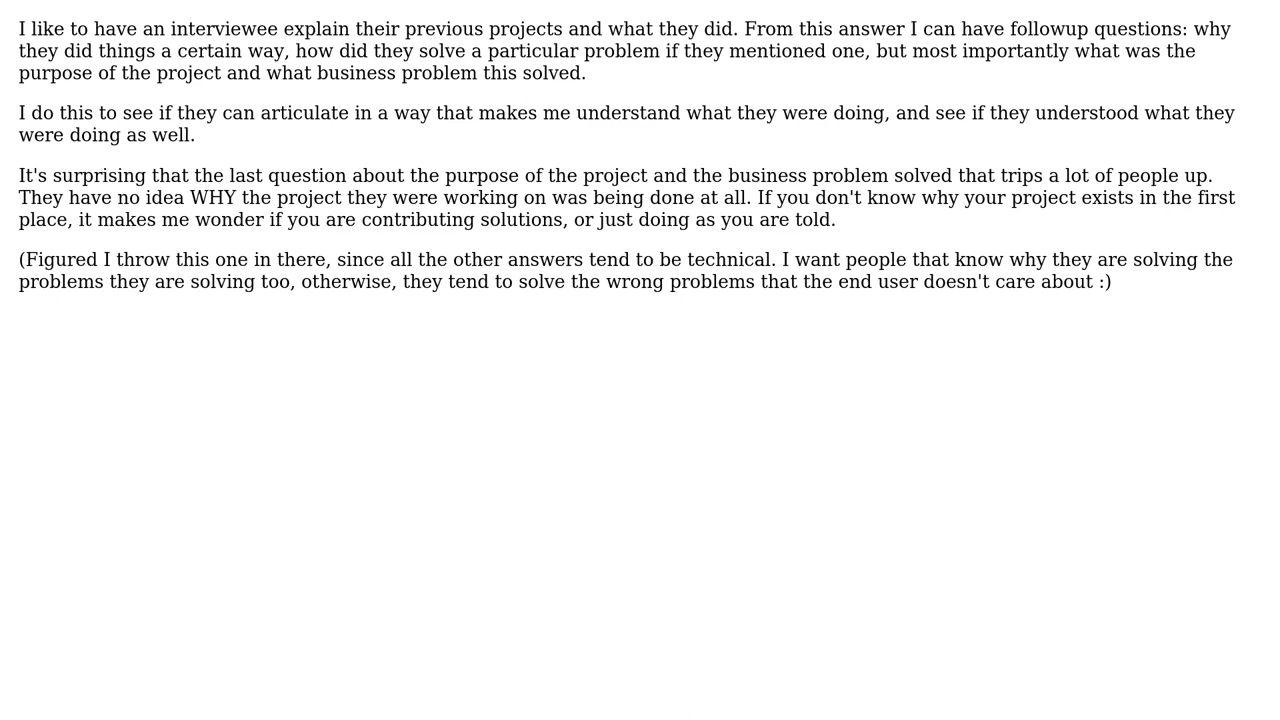 I like to have an interviewee explain their previous projects and what they did. From this answer I can have followup questions: why
they did things a certain way, how did they solve a particular problem if they mentioned one, but most importantly what was the
purpose of the project and what business problem this solved.
I do this to see if they can articulate in a way that makes me understand what they were doing, and see if they understood what they
were doing as well.
It's surprising that the last question about the purpose of the project and the business problem solved that trips a lot of people up.
They have no idea WHY the project they were working on was being done at all. If you don't know why your project exists in the first
place, it makes me wonder if you are contributing solutions, or just doing as you are told.
(Figured I throw this one in there, since all the other answers tend to be technical. I want people that know why they are solving the
problems they are solving too, otherwise, they tend to solve the wrong problems that the end user doesn't care about :)